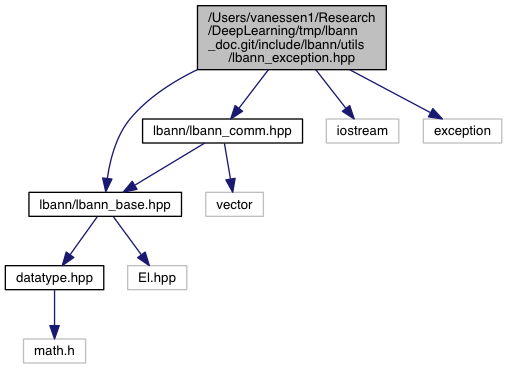 /Users/vanessen1/Research
/DeepLearning/tmp/lbann
_doc.git/include/lbann/utils
/lbann_exception.hpp
lbann/lbann_comm.hpp
iostream
exception
lbann/lbann_base.hpp
vector
datatype.hpp
El.hpp
math.h